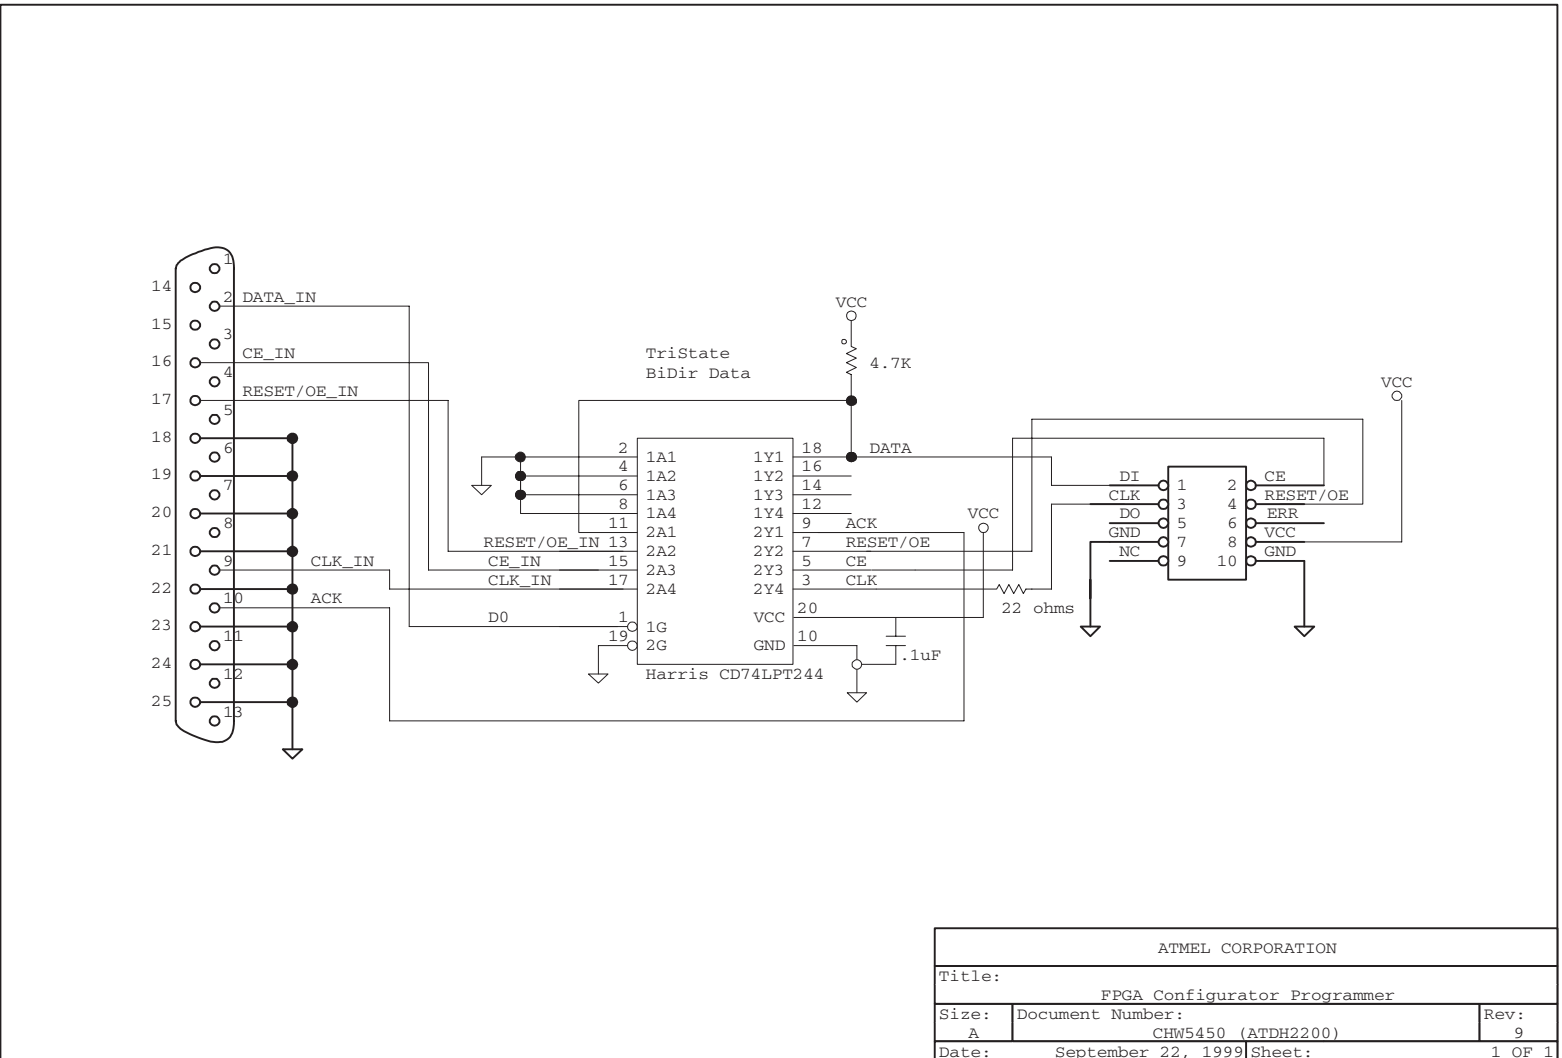 1
14
2 DATA_IN
15
3
16 CE_IN
4
17 RESET/OE_IN
5
18
6
19
7
20
8
21
9 CLK_IN
22
10 ACK
23
11
24
12
25
13
TriState
BiDir Data
VCC
4.7K
2 1A1 1Y1 18 DATA
4 1A2 1Y2 16
6 1A3 1Y3 14
8 1A4 1Y4 12
11 2A1 2Y1 9 ACK
RESET/OE_IN 13 2A2 2Y2 7 RESET/OE
CE_IN 15 2A3 2Y3 5 CE
CLK_IN 17 2A4 2Y4 3 CLK
VCC 20
D0 1 1G
19 2G GND 10
Harris CD74LPT244
VCC
22 ohms
.1uF
VCC
DI 1 2 CE
CLK 3 4 RESET/OE
DO 5 6 ERR
GND 7 8 VCC
NC 9 10 GND
ATMEL CORPORATION
Title:
FPGA Configurator Programmer
Size: Document Number: Rev:
A CHW5450 (ATDH2200) 9
Date: September 22, 1999 Sheet: 1 OF 1